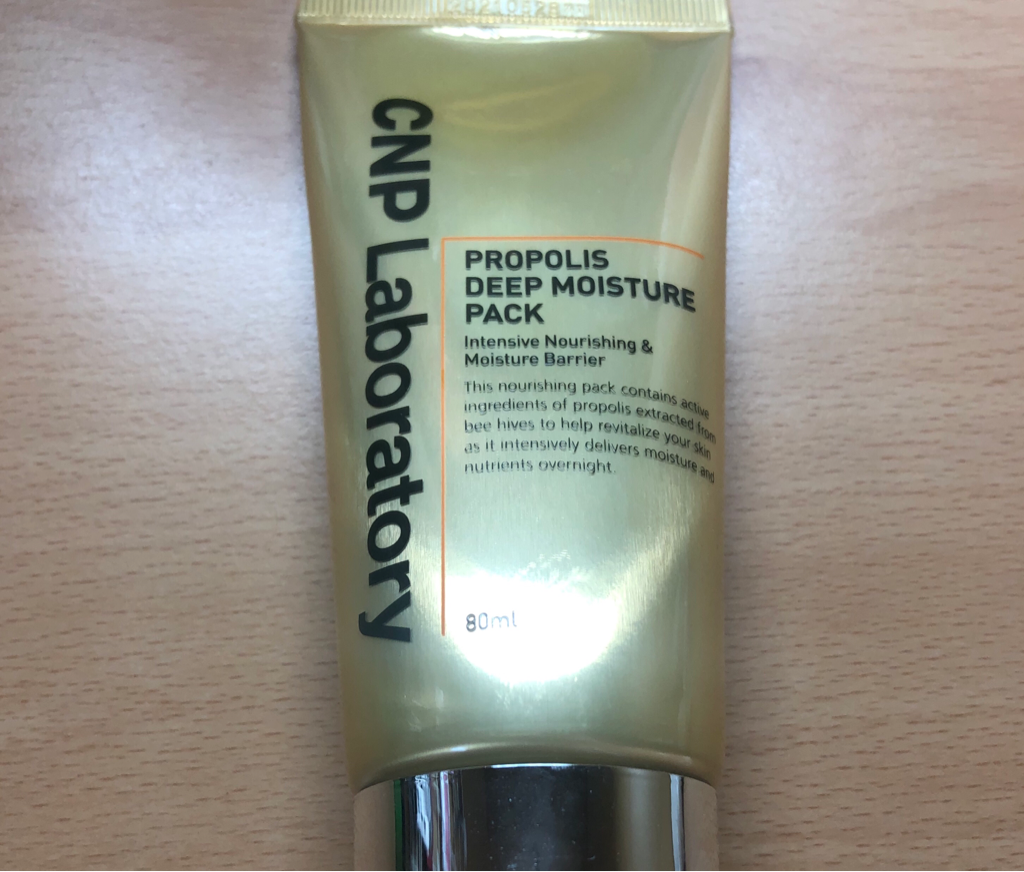 CNP Laboratory
PROPOLIS
DEEP MOISTURE
PACK
Intensive Nourishing &
Moisture Barrier
This nourishing pack contains active
ingredients of propolis extracted from
bee hives to help revitalize your skin
as it intensively delivers moisture and
nutrients overnight.
80ml